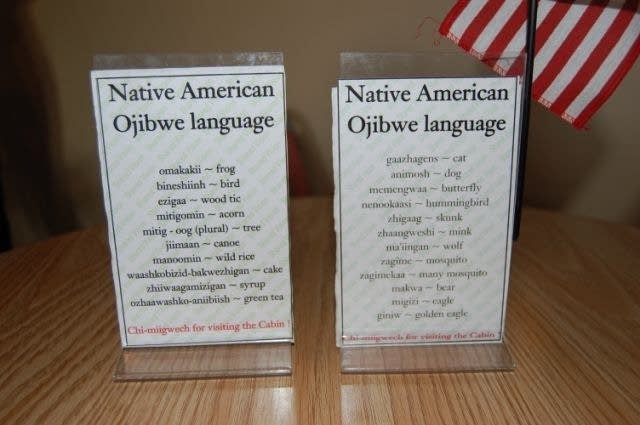 Native American
Ojibwe language
omakakii ~ frog
bineshiinh ~ bird
ezigaa ~ wood tic
mitigomin ~ acorn
mitig - oog (plural) ~ tree
jiimaan ~ canoe
manoomin ~ wild rice
waashkobizid-bakwezhigan ~ cake
zhiiwaagamizigan ~ syrup
ozhaawashko-aniibiish ~ green tea
Chi-miigwech for visiting the Cabin !
Native American
Ojibwe language
gaazhagens ~ cat
animosh ~ dog
memengwaa ~ butterfly
nenookaasi ~ hummingbird
zhigaag ~ skunk
zhaangweshi ~ mink
ma'iingan ~ wolf
zagime ~ mosquito
zagimekaa ~ many mosquito
makwa ~ bear
migizi ~ eagle
giniw ~ golden eagle
Chi-miigwech for visiting the Cabin !